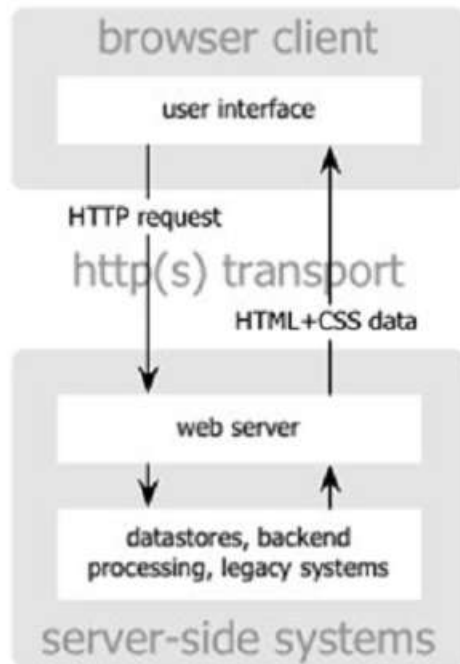 browser client
user interface
HTTP request
http(s) transport
HTML+CSS data
web server
datastores, backend
processing, legacy systems
server-side systems